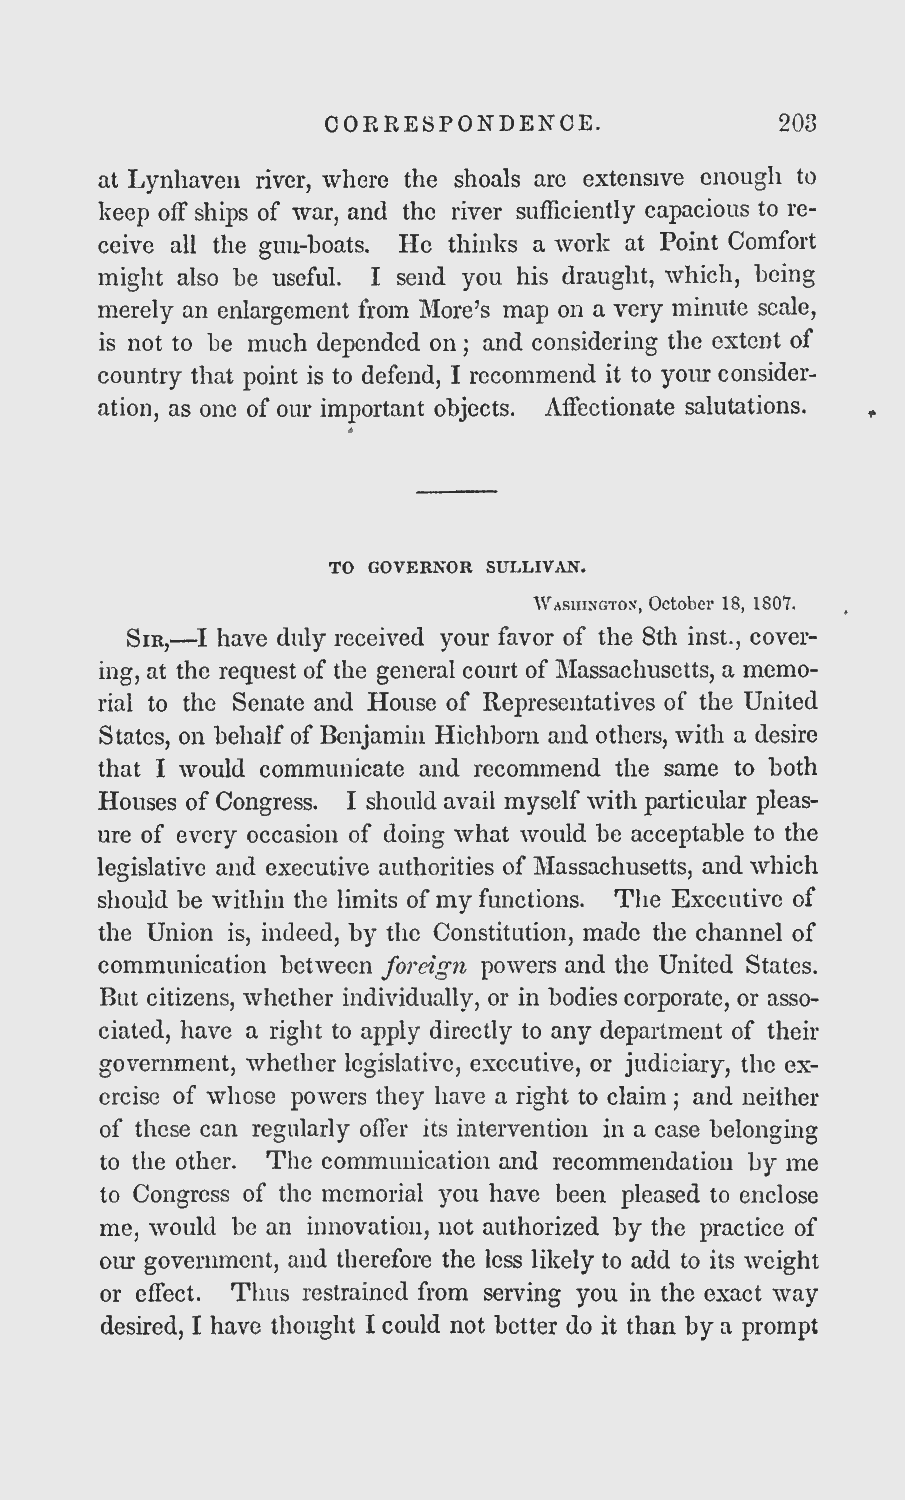 CORRESPONDENCE. 203
at Lynhaven river, where the shoals are extensive enough to
keep off ships of war, and the river sufficiently capacious to re-
ceive all the gun-boats. He thinks a work at Point Comfort
might also be useful. I send you his draught, which, being
merely an enlargement from More's map on a very minute scale,
is not to be much depended on; and considering the extent of
country that point is to defend, I recommend it to your consider-
ation, as one of our important objects. Affectionate salutations.
TO GOVERNOR SULLIVAN.
WASHINGTON, October 18, 1807.
SIR,—I have duly received your favor of the 8th inst., cover-
ing, at the request of the general court of Massachusetts, a memo-
rial to the Senate and House of Representatives of the United
States, on behalf of Benjamin Hichborn and others, with a desire
that I would communicate and recommend the same to both
Houses of Congress. I should avail myself with particular pleas-
ure of every occasion of doing what would be acceptable to the
legislative and executive authorities of Massachusetts, and which
should be within the limits of my functions. The Executive of
the Union is, indeed, by the Constitution, made the channel of
communication between foreign powers and the United States.
But citizens, whether individually, or in bodies corporate, or asso-
ciated, have a right to apply directly to any department of their
government, whether legislative, executive, or judiciary, the ex-
ercise of whose powers they have a right to claim; and neither
of these can regularly offer its intervention in a case belonging
to the other. The communication and recommendation by me
to Congress of the memorial you have been pleased to enclose
me, would be an innovation, not authorized by the practice of
our government, and therefore the less likely to add to its weight
or effect. Thus restrained from serving you in the exact way
desired, I have thought I could not better do it than by a prompt